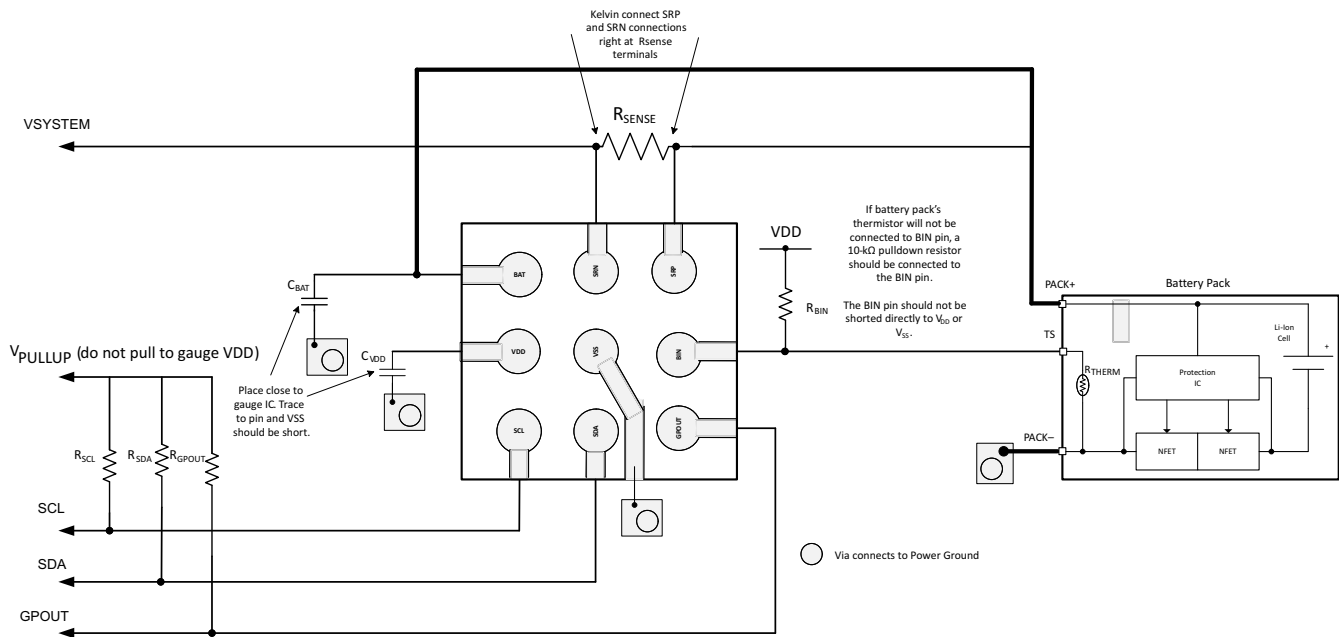 Kelvin connect SRP
and SRN connections
right at Rsense
terminals
VSYSTEM
RSENSE
If battery pack's
thermistor will not be
connected to BIN pin, a
10-kΩ pulldown resistor
should be connected to
the BIN pin.
The BIN pin should not be
shorted directly to VDD or
VSS.
VDD
RBIN
BAT
SRN
SRP
CBAT
VDD
VSS
BIN
CVDD
SCL
SDA
GPOUT
VPULLUP (do not pull to gauge VDD)
Place close to
gauge IC. Trace
to pin and VSS
should be short.
RSCL
RSDA
RGPOUT
SCL
SDA
GPOUT
PACK+
Battery Pack
TS
Li-Ion
Cell
+
RTHERM
Protection
IC
PACK–
NFET
NFET
Via connects to Power Ground